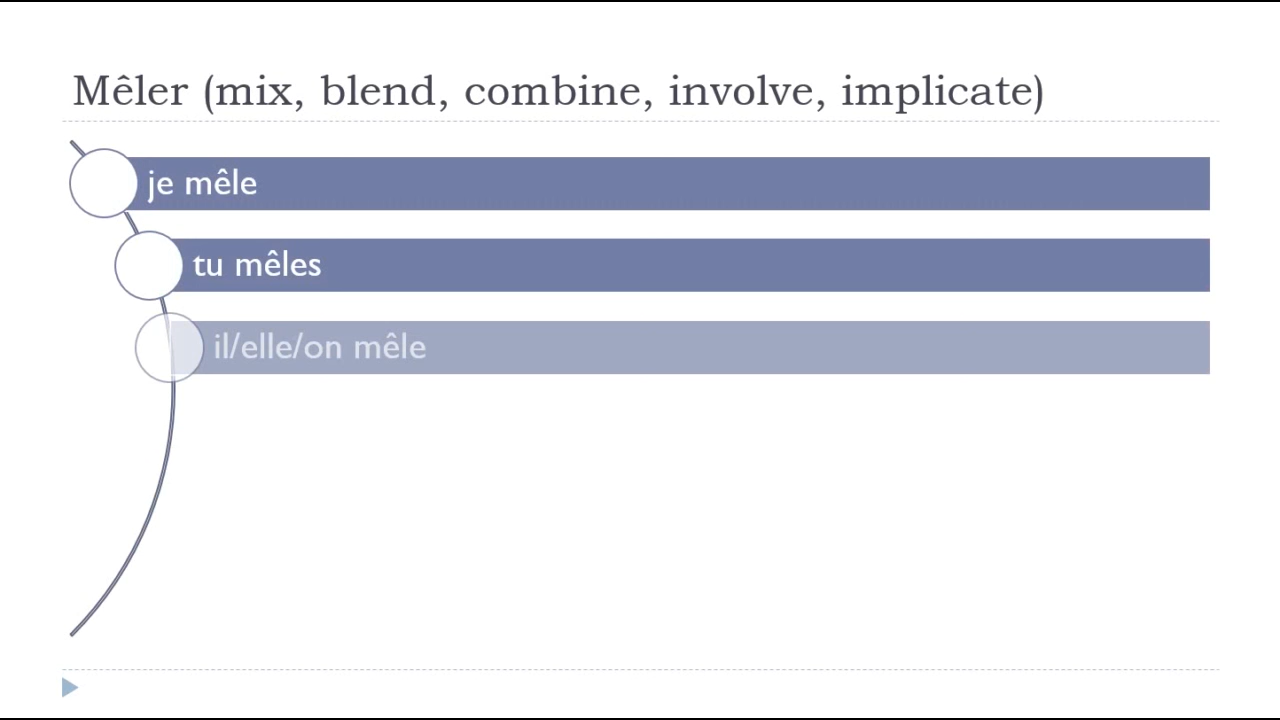 Mêler (mix, blend, combine, involve, implicate)
je mêle
tu mêles
il/elle/on mêle